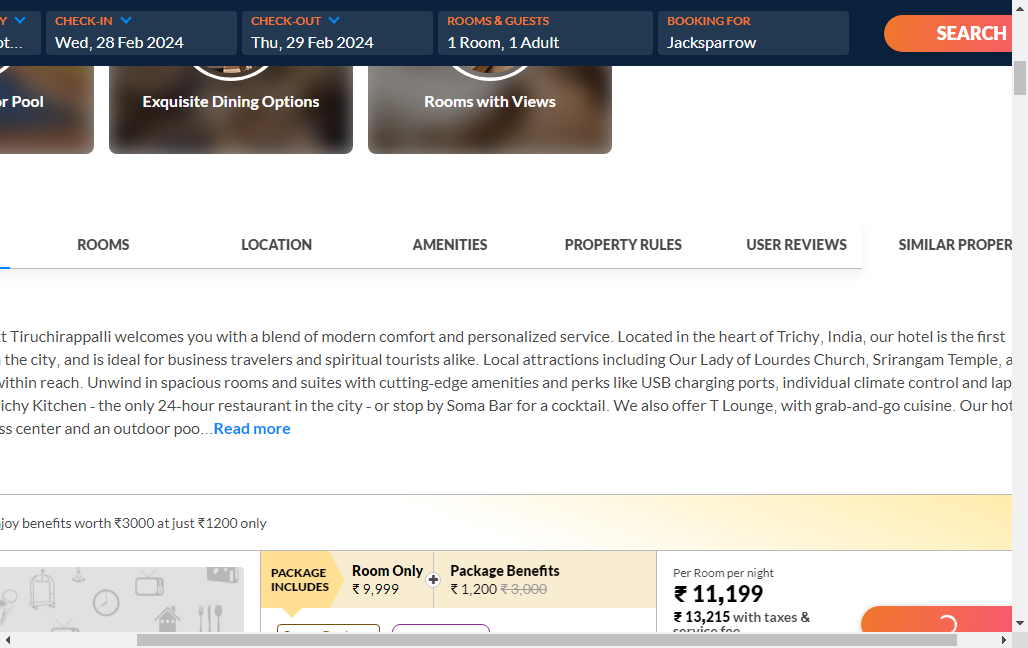 Y CHECK-IN CHECK-OUT ROOMS & GUESTS BOOKING FOR
Wed, 28 Feb 2024 Thu, 29 Feb 2024 1 Room, 1 Adult Jacksparrow SEARCH
r Pool Exquisite Dining Options Rooms with Views
ROOMS LOCATION AMENITIES PROPERTY RULES USER REVIEWS SIMILAR PROPER
t Tiruchirappalli welcomes you with a blend of modern comfort and personalized service. Located in the heart of Trichy, India, our hotel is the first
the city, and is ideal for business travelers and spiritual tourists alike. Local attractions including Our Lady of Lourdes Church, Srirangam Temple, a
within reach. Unwind in spacious rooms and suites with cutting-edge amenities and perks like USB charging ports, individual climate control and lap
ichy Kitchen - the only 24-hour restaurant in the city - or stop by Soma Bar for a cocktail. We also offer T Lounge, with grab-and-go cuisine. Our hot
ss center and an outdoor poo...Read more
joy benefits worth ₹3000 at just ₹1200 only
PACKAGE INCLUDES
Room Only
₹ 9,999
Package Benefits
₹ 1,200 ₹ 3,000
Per Room per night
₹ 11,199
₹ 13,215 with taxes &
service fee